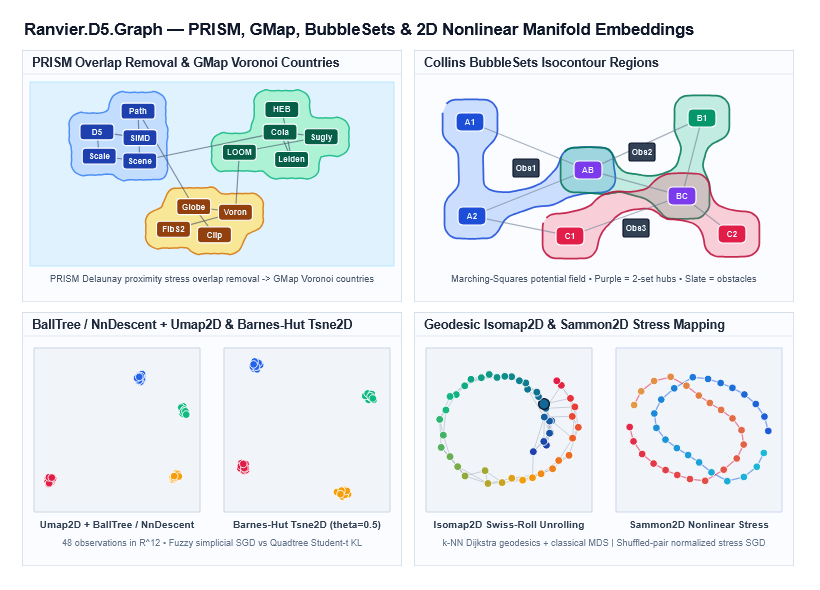 Ranvier.D5.Graph — PRISM, GMap, BubbleSets & 2D Nonlinear Manifold Embeddings
PRISM Overlap Removal & GMap Voronoi Countries
Path
D5
SIMD
Scale
Scene
HEB
Cola
Sugiy
LOOM
Leiden
Globe
Voron
FibS2
Clip
PRISM Delaunay proximity stress overlap removal -> GMap Voronoi countries
Collins BubbleSets Isocontour Regions
A1
B1
Obs2
Obs1
AB
BC
A2
Obs3
C1
C2
Marching-Squares potential field • Purple = 2-set hubs • Slate = obstacles
BallTree / NnDescent + Umap2D & Barnes-Hut Tsne2D
Umap2D + BallTree / NnDescent
Barnes-Hut Tsne2D (theta=0.5)
48 observations in R^12 • Fuzzy simplicial SGD vs Quadtree Student-t KL
Geodesic Isomap2D & Sammon2D Stress Mapping
Isomap2D Swiss-Roll Unrolling
Sammon2D Nonlinear Stress
k-NN Dijkstra geodesics + classical MDS | Shuffled-pair normalized stress SGD